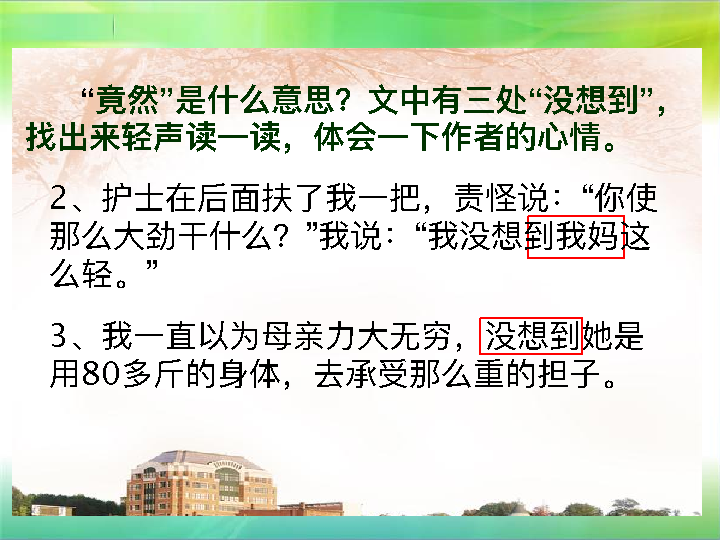 “竟然”是什么意思？文中有三处“没想到”，
找出来轻声读一读，体会一下作者的心情。
2、护士在后面扶了我一把，责怪说：“你使
那么大劲干什么？”我说：“我没想到我妈这
么轻。”
3、我一直以为母亲力大无穷，没想到她是
用80多斤的身体，去承受那么重的担子。